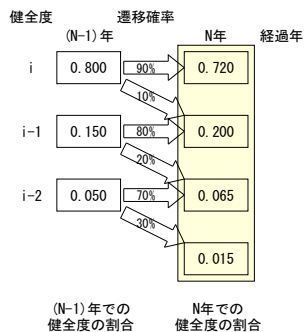 健全度 遷移確率
(N-1)年 N年 経過年
i 0.800 90% 0.720
10%
i-1 0.150 80% 0.200
20%
i-2 0.050 70% 0.065
30%
0.015
(N-1)年での N年での
健全度の割合 健全度の割合